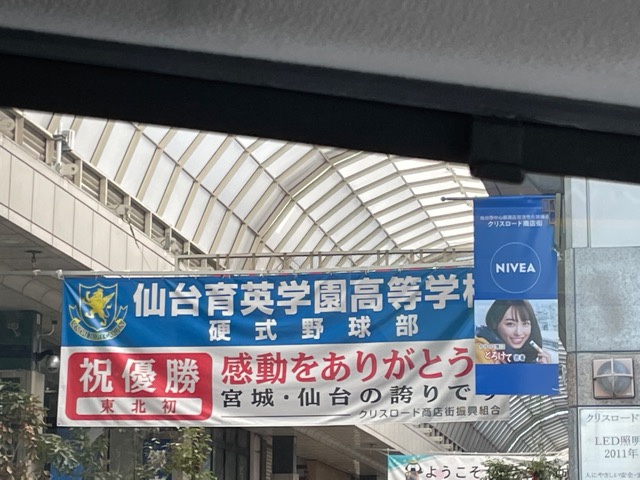 仙台育英学園高等学校
硬式野球部
祝優勝
東北初
感動をありがとう
宮城・仙台の誇りです
クリスロード商店街振興組合
クリスロード商店街
NIVEA
とろけて
ようこそ
クリスロード
LED照明
2011年